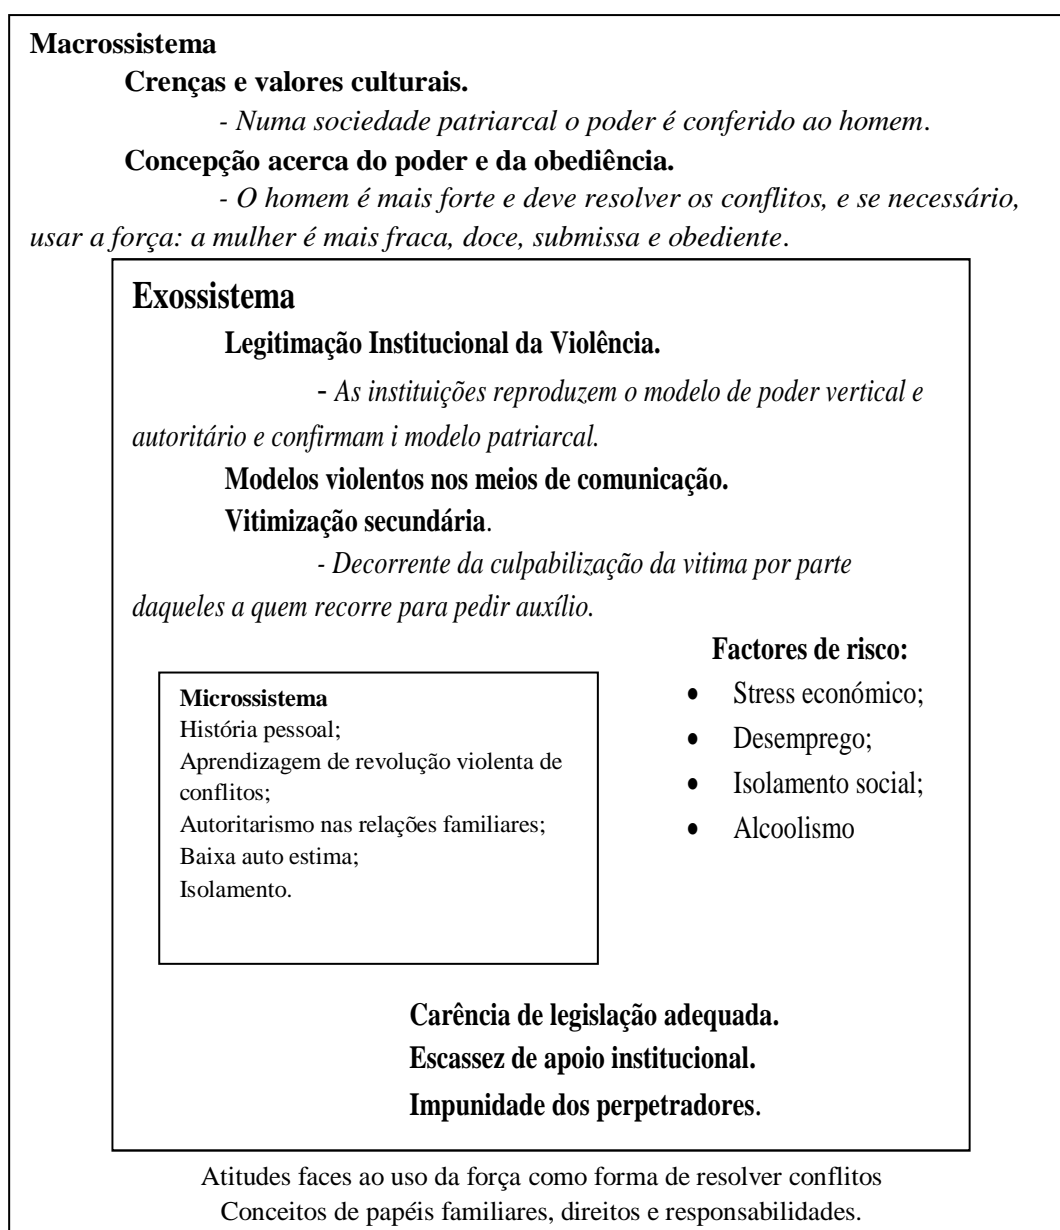 Macrossistema
Crenças e valores culturais.
- Numa sociedade patriarcal o poder é conferido ao homem.
Concepção acerca do poder e da obediência.
- O homem é mais forte e deve resolver os conflitos, e se necessário,
usar a força: a mulher é mais fraca, doce, submissa e obediente.
Exossistema
Legitimação Institucional da Violência.
- As instituições reproduzem o modelo de poder vertical e
autoritário e confirmam i modelo patriarcal.
Modelos violentos nos meios de comunicação.
Vitimização secundária.
- Decorrente da culpabilização da vitima por parte
daqueles a quem recorre para pedir auxílio.
Factores de risco:
• Stress económico;
• Desemprego;
• Isolamento social;
• Alcoolismo
Microssistema
História pessoal;
Aprendizagem de revolução violenta de
conflitos;
Autoritarismo nas relações familiares;
Baixa auto estima;
Isolamento.
Carência de legislação adequada.
Escassez de apoio institucional.
Impunidade dos perpetradores.
Atitudes faces ao uso da força como forma de resolver conflitos
Conceitos de papéis familiares, direitos e responsabilidades.